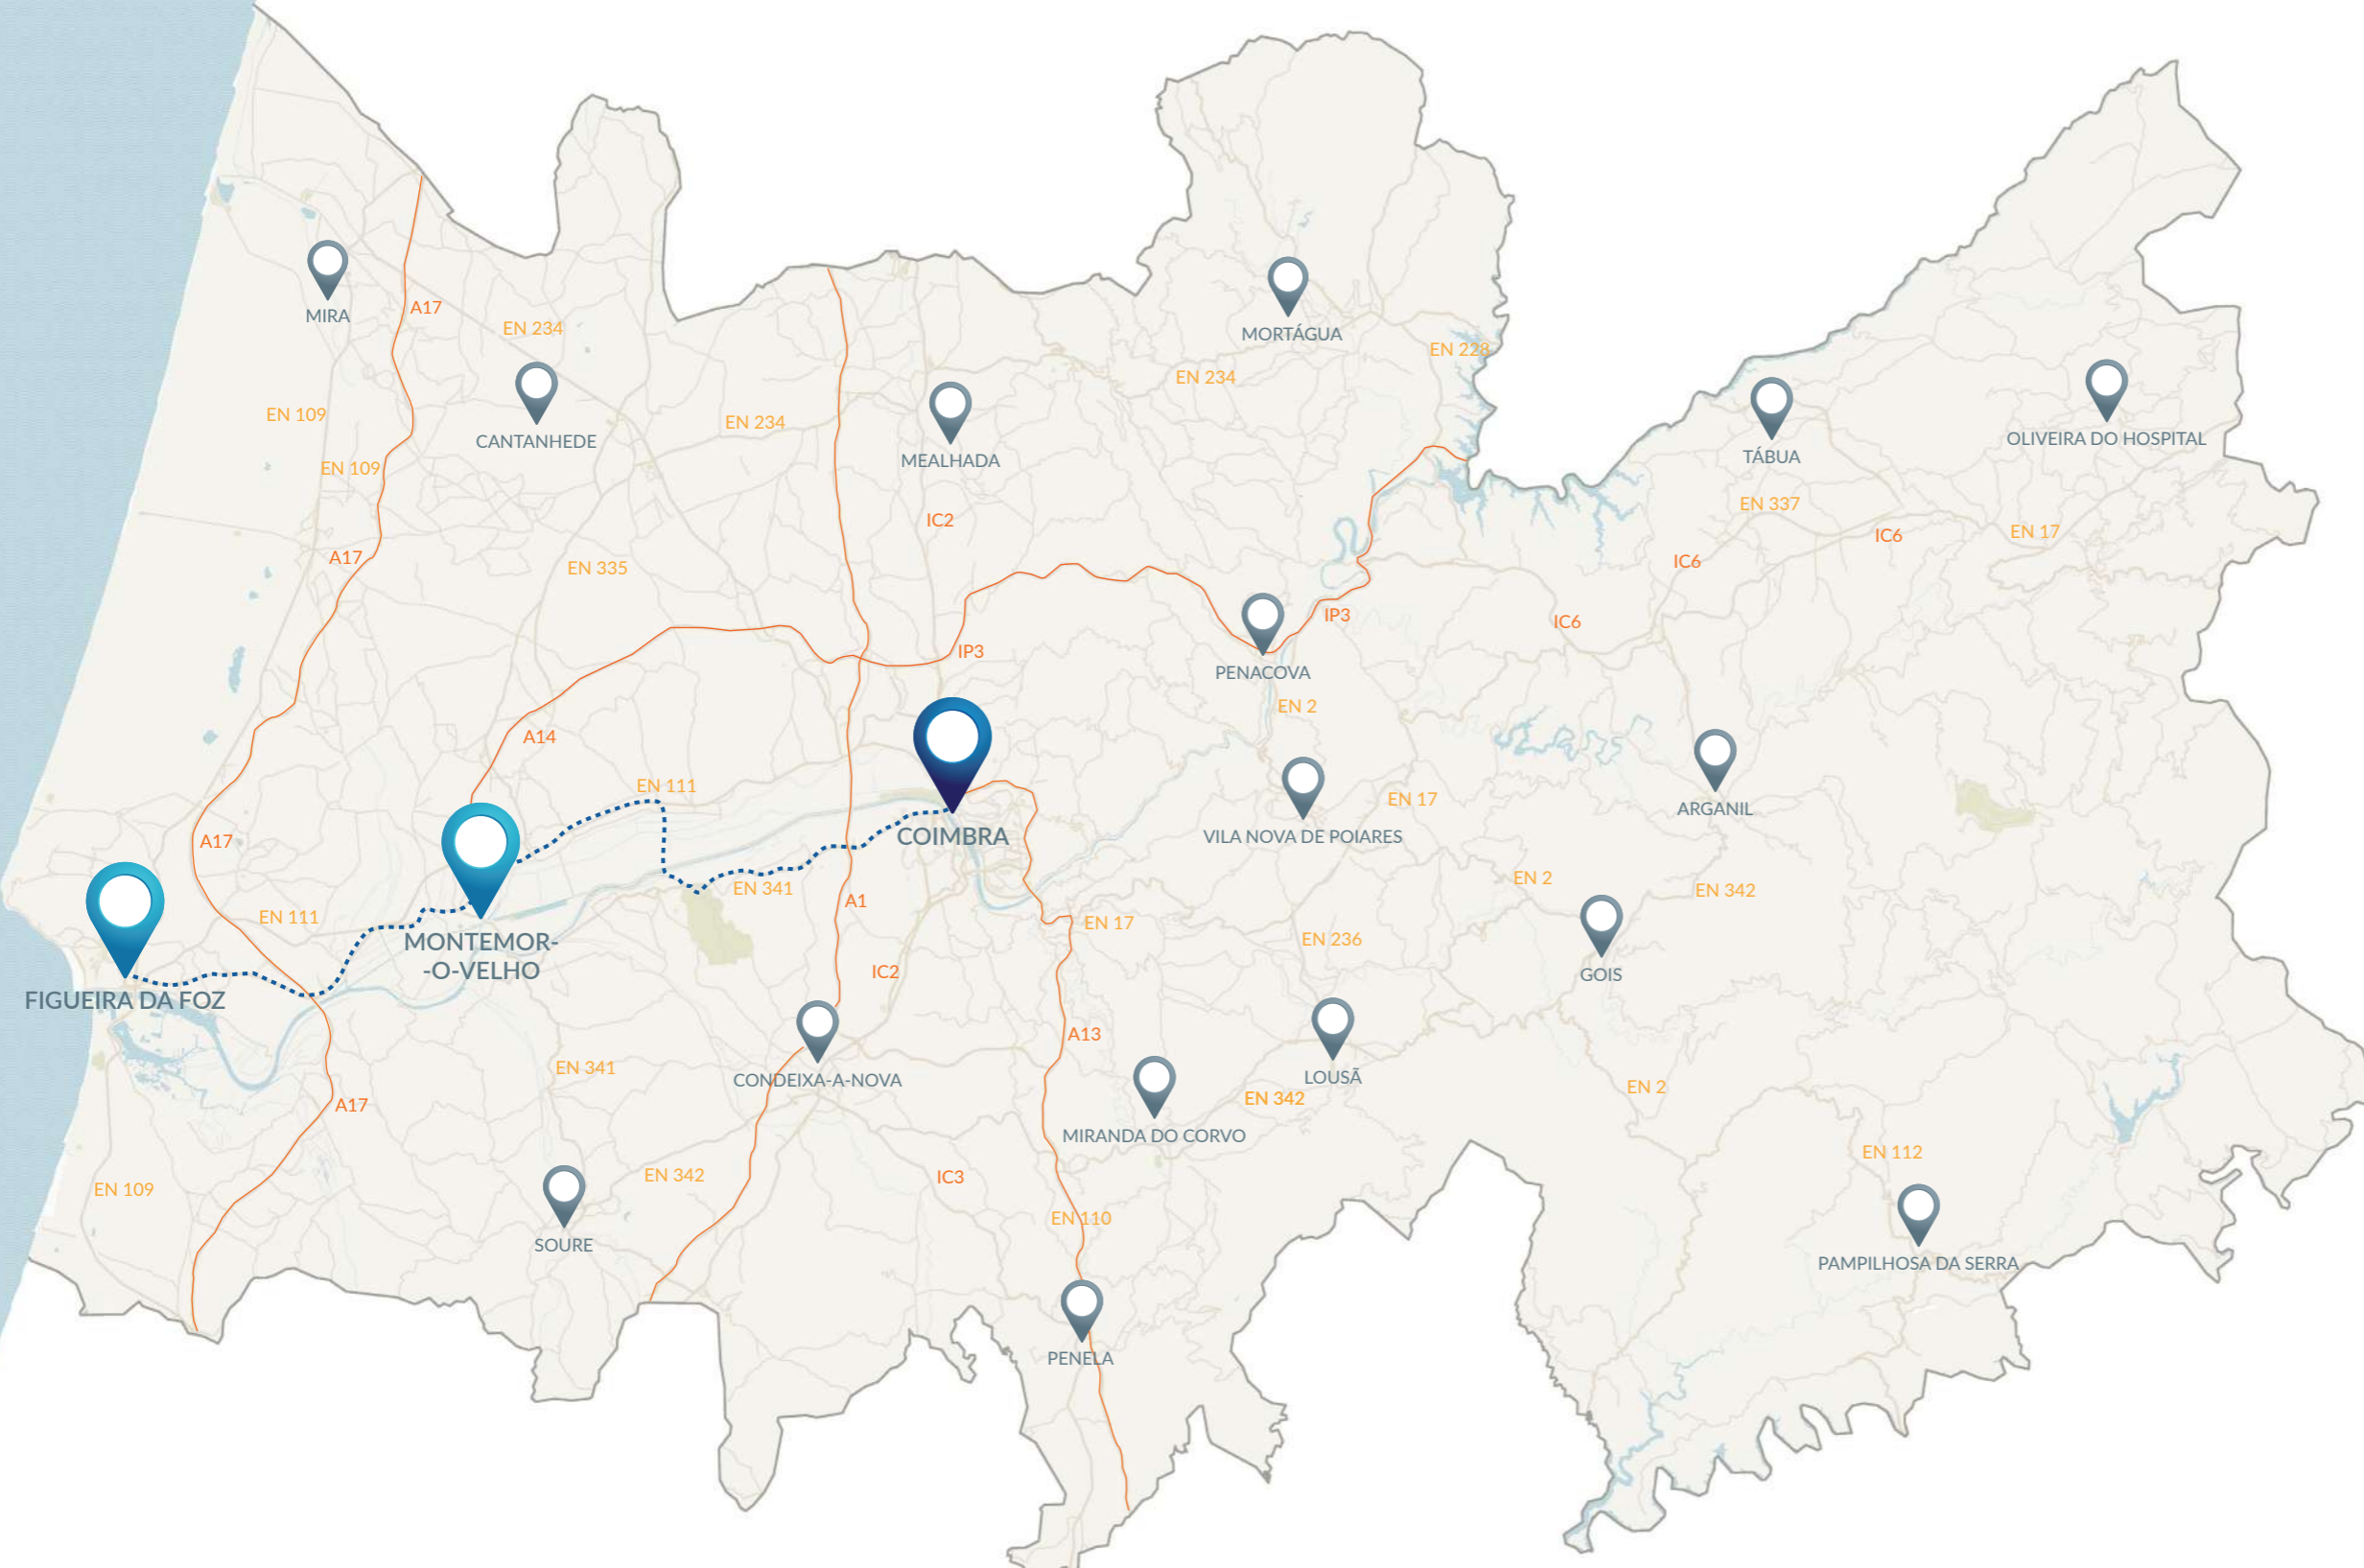 MIRA
A17
EN 234
MORTÁGUA
EN 228
EN 234
EN 109
CANTANHEDE
EN 234
MEALHADA
TÁBUA
OLIVEIRA DO HOSPITAL
EN 109
IC2
EN 337
IC6
EN 17
A17
EN 335
IC6
IP3
IC6
IP3
PENACOVA
EN 2
A14
EN 111
EN 17
ARGANIL
A17
COIMBRA
VILA NOVA DE POIARES
EN 341
EN 2
EN 342
A1
EN 111
EN 17
EN 236
MONTEMOR-
-O-VELHO
IC2
GOIS
FIGUEIRA DA FOZ
A13
EN 341
CONDEIXA-A-NOVA
LOUSÃ
EN 2
EN 342
A17
MIRANDA DO CORVO
EN 112
EN 109
EN 342
IC3
EN 110
SOURE
PAMPILHOSA DA SERRA
PENELA